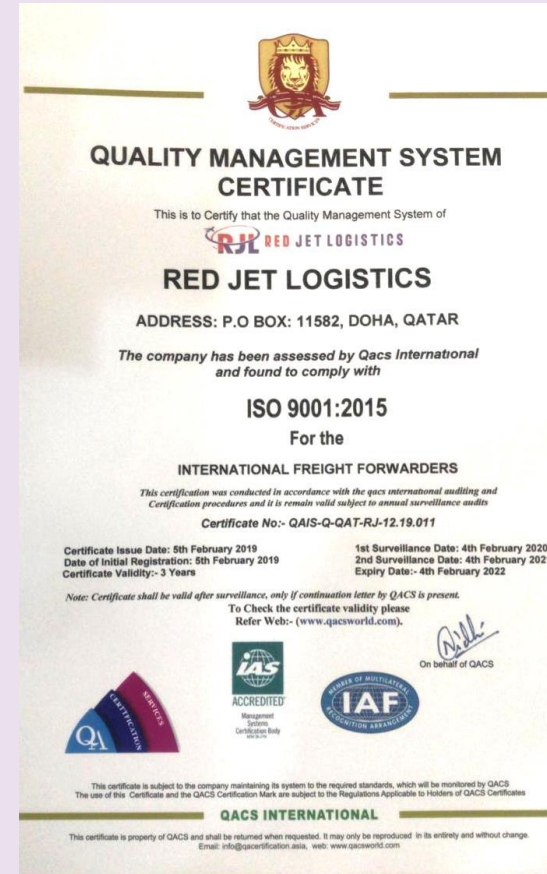 CERTIFICATION SERVICES
QUALITY MANAGEMENT SYSTEM
CERTIFICATE
This is to Certify that the Quality Management System of
RJL RED JET LOGISTICS
RED JET LOGISTICS
ADDRESS: P.O BOX: 11582, DOHA, QATAR
The company has been assessed by Qacs International
and found to comply with
ISO 9001:2015
For the
INTERNATIONAL FREIGHT FORWARDERS
This certification was conducted in accordance with the qacs international auditing and
Certification procedures and it is remain valid subject to annual surveillance audits
Certificate No:- QAIS-Q-QAT-RJ-12.19.011
Certificate Issue Date: 5th February 2019
Date of Initial Registration: 5th February 2019
Certificate Validity:- 3 Years
1st Surveillance Date: 4th February 2020
2nd Surveillance Date: 4th February 202
Expiry Date:- 4th February 2022
Note: Certificate shall be valid after surveillance, only if continuation letter by QACS is present.
To Check the certificate validity please
Refer Web:- (www.qacsworld.com).
On behalf of QACS
QA CERTIFICATION SERVICES
IAS
ACCREDITED
Management
Systems
Certification Body
MEMBER OF MULTILATERAL
IAF
RECOGNITION ARRANGEMENT
This certificate is subject to the company maintaining its system to the required standards, which will be monitored by QACS
The use of this Certificate and the QACS Certification Mark are subject to the Regulations Applicable to Holders of QACS Certificates
QACS INTERNATIONAL
This certificate is property of QACS and shall be returned when requested. It may only be reproduced in its entirety and without change.
Email: info@qacertification.asia, web: www.qacsworld.com